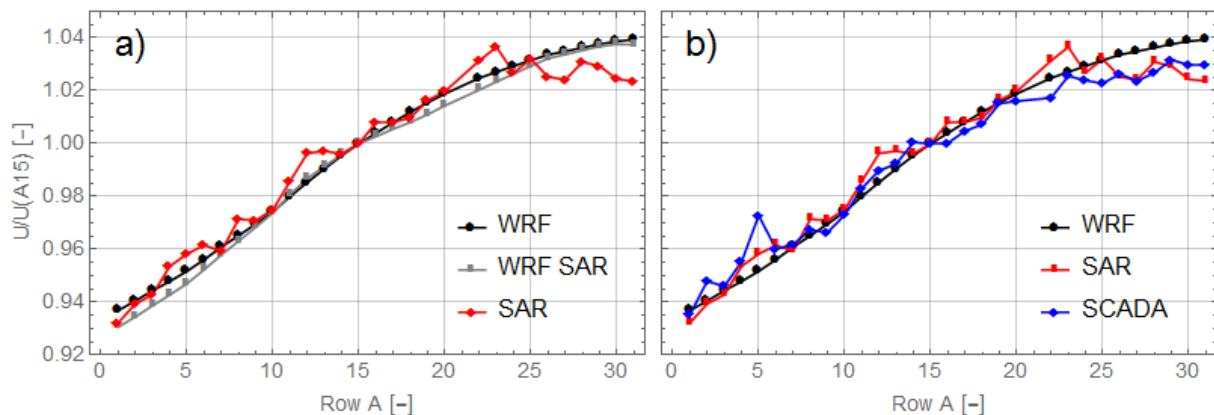 a)
b)
U/U(A15) [–]
1.04
1.02
1.00
0.98
0.96
0.94
0.92
WRF
WRF SAR
SAR
WRF
SAR
SCADA
0 5 10 15 20 25 30
0 5 10 15 20 25 30
Row A [–]
Row A [–]